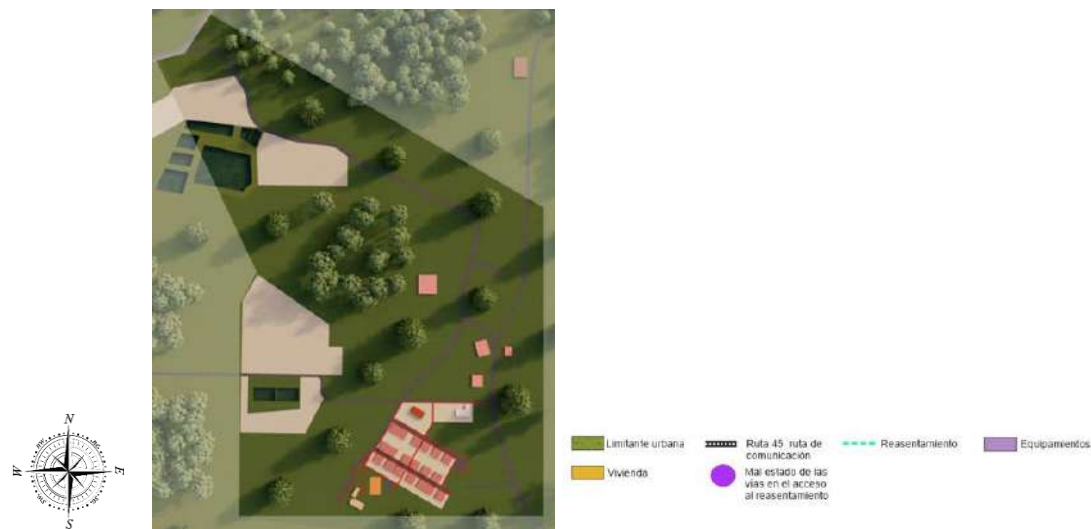 N
W
E
S
Limitante urbana
Ruta 45 ruta de
comunicación
Reasentamiento
Equipamientos
Vivienda
Mal estado de las
vías en el acceso
al reasentamiento